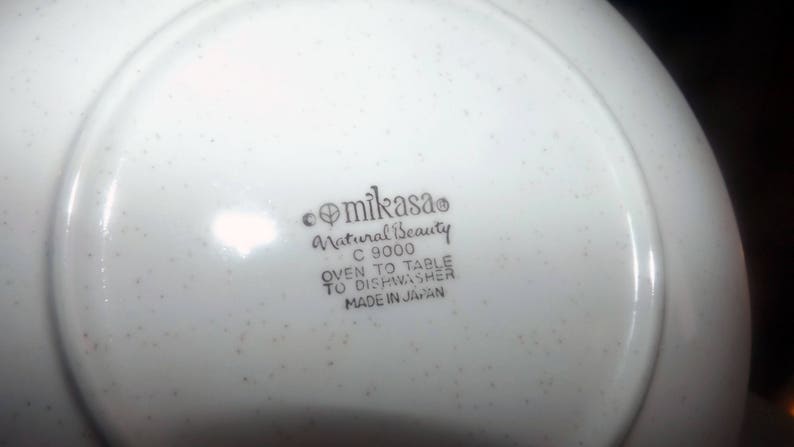 © mikasa®
Natural Beauty
C 9000
OVEN TO TABLE
TO DISHWASHER
MADE IN JAPAN